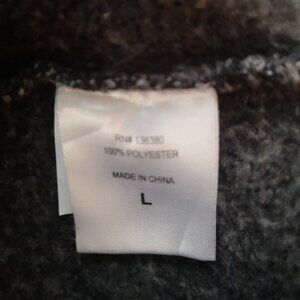 RN# 136380
100% POLYESTER
MADE IN CHINA
L